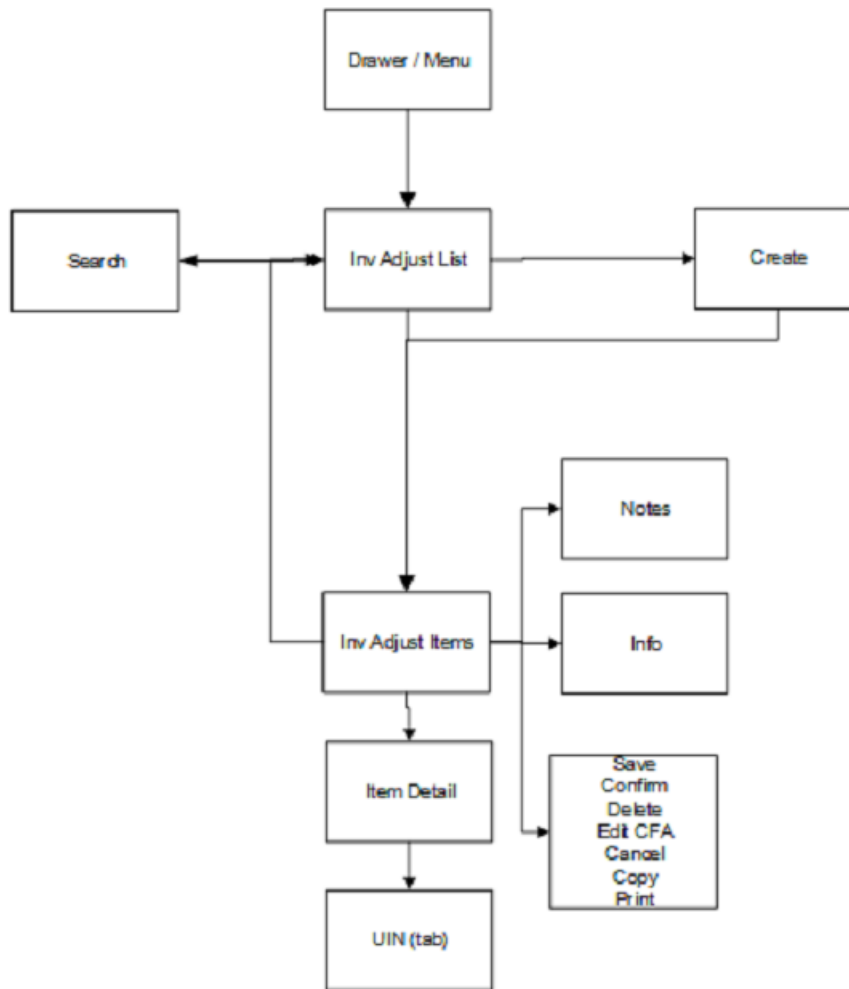 Drawer / Menu
Search
Inv Adjust List
Create
Notes
Inv Adjust Items
Info
Item Detail
Save
Confirm
Delete
Edit CFA
Cancel
Copy
Print
UIN (tab)